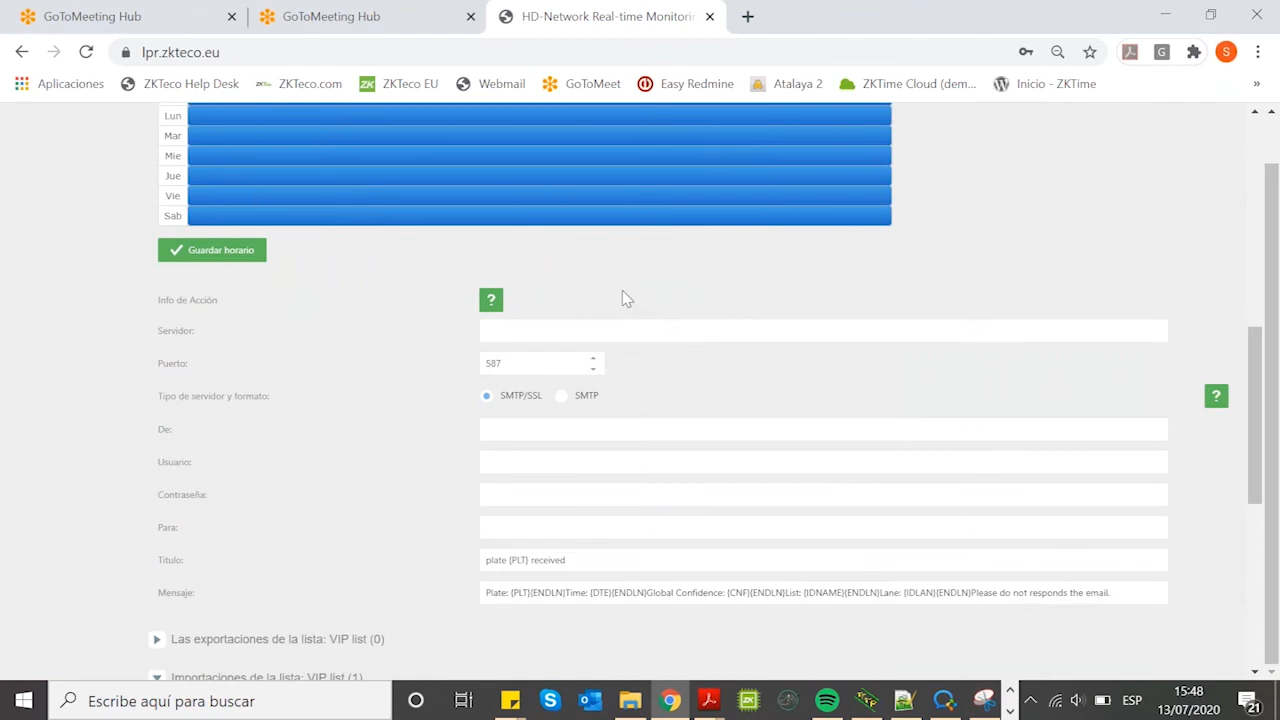 GoToMeeting Hub
GoToMeeting Hub
HD-Network Real-time Monitorin
lpr.zkteco.eu
G
S
Aplicaciones
ZKTeco Help Desk
ZKTeco.com
ZKTeco EU
Webmail
GoToMeet
Easy Redmine
Atalaya 2
ZKTime Cloud (dem...
Inicio - ZKTime
»
Lun
Mar
Mie
Jue
Vie
Sab
Guardar horario
Info de Acción
?
Servidor:
Puerto:
587
Tipo de servidor y formato:
SMTP/SSL
SMTP
?
De:
Usuario:
Contraseña:
Para:
Titulo:
plate {PLT} received
Mensaje:
Plate: {PLT}{ENDLN}Time: {DTE}{ENDLN}Global Confidence: {CNF}{ENDLN}List: {IDNAME}{ENDLN}Lane: {IDLAN}{ENDLN}Please do not responds the email.
Las exportaciones de la lista: VIP list (0)
Importaciones de la lista: VIP list (1)
Escribe aquí para buscar
ESP
15:48
13/07/2020
21